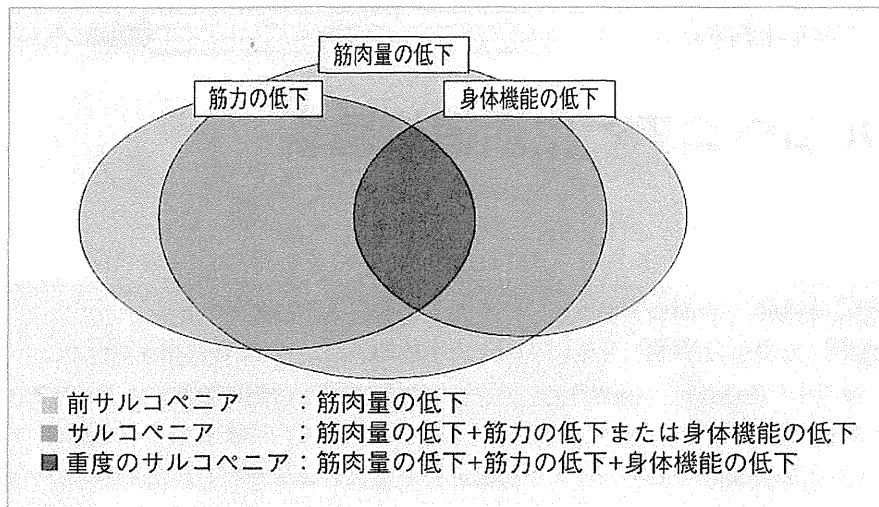 筋肉量の低下
筋力の低下
身体機能の低下
前サルコペニア ：筋肉量の低下
サルコペニア ：筋肉量の低下+筋力の低下または身体機能の低下
重度のサルコペニア：筋肉量の低下+筋力の低下+身体機能の低下